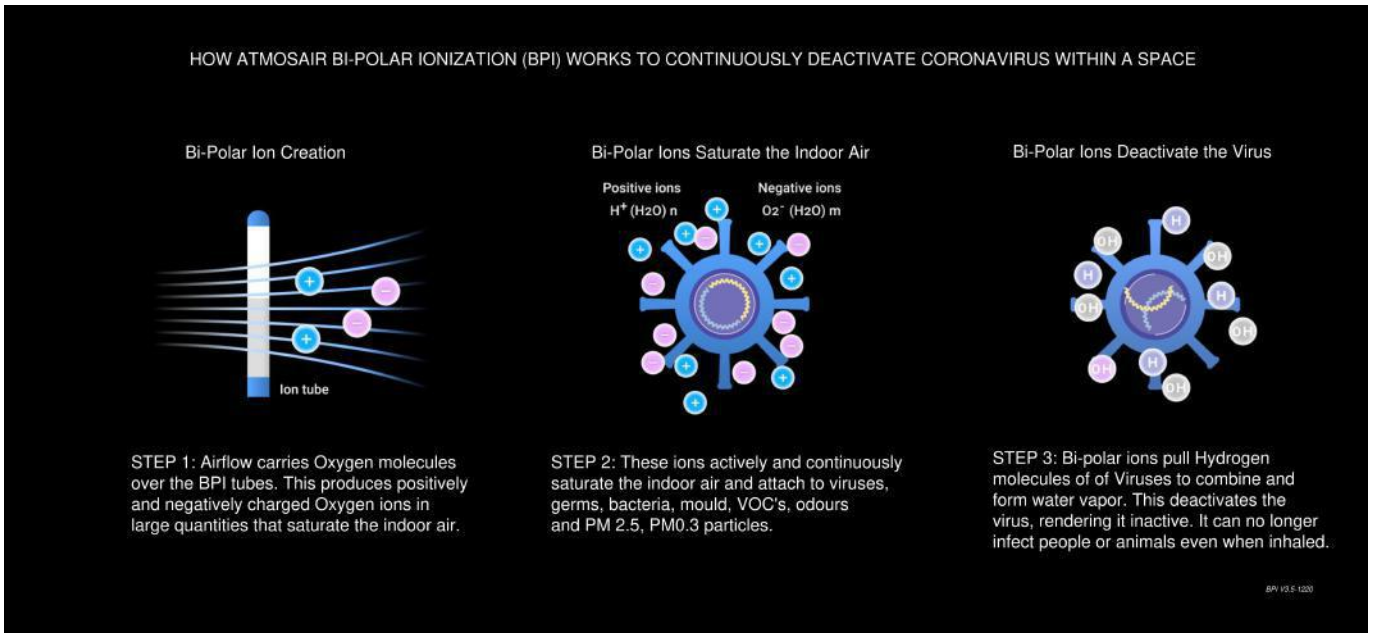 HOW ATMOSAIR BI-POLAR IONIZATION (BPI) WORKS TO CONTINUOUSLY DEACTIVATE CORONAVIRUS WITHIN A SPACE
Bi-Polar Ion Creation
+
−
+
−
Ion tube
STEP 1: Airflow carries Oxygen molecules
over the BPI tubes. This produces positively
and negatively charged Oxygen ions in
large quantities that saturate the indoor air.
Bi-Polar Ions Saturate the Indoor Air
Positive ions
H+ (H2O) n
Negative ions
O2- (H2O) m
STEP 2: These ions actively and continuously
saturate the indoor air and attach to viruses,
germs, bacteria, mould, VOC's, odours
and PM 2.5, PM0.3 particles.
Bi-Polar Ions Deactivate the Virus
H
OH
OH
H
H
OH
OH
H
OH
OH
STEP 3: Bi-polar ions pull Hydrogen
molecules of of Viruses to combine and
form water vapor. This deactivates the
virus, rendering it inactive. It can no longer
infect people or animals even when inhaled.
BPI V3.5-1220